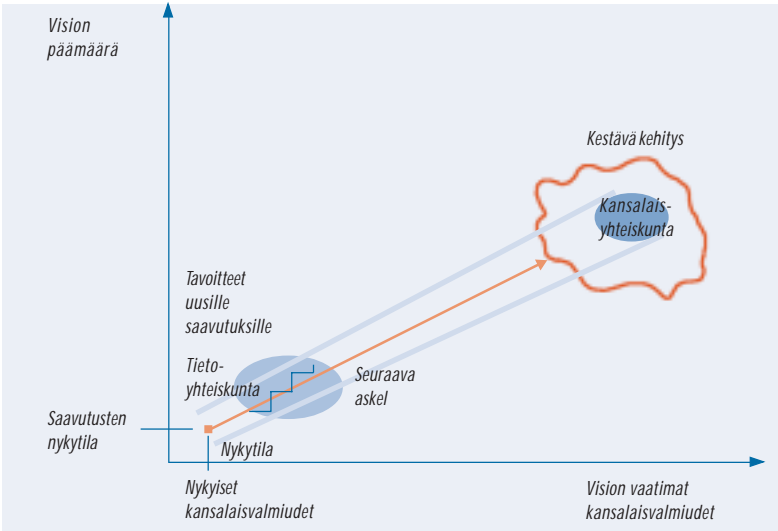 Vision
päämäärä
Kestävä kehitys
Kansalais-
yhteiskunta
Tavoitteet
uusille
saavutuksille
Tieto-
yhteiskunta
Seuraava
askel
Saavutusten
nykytila
Nykytila
Nykyiset
kansalaisvalmiudet
Vision vaatimat
kansalaisvalmiudet